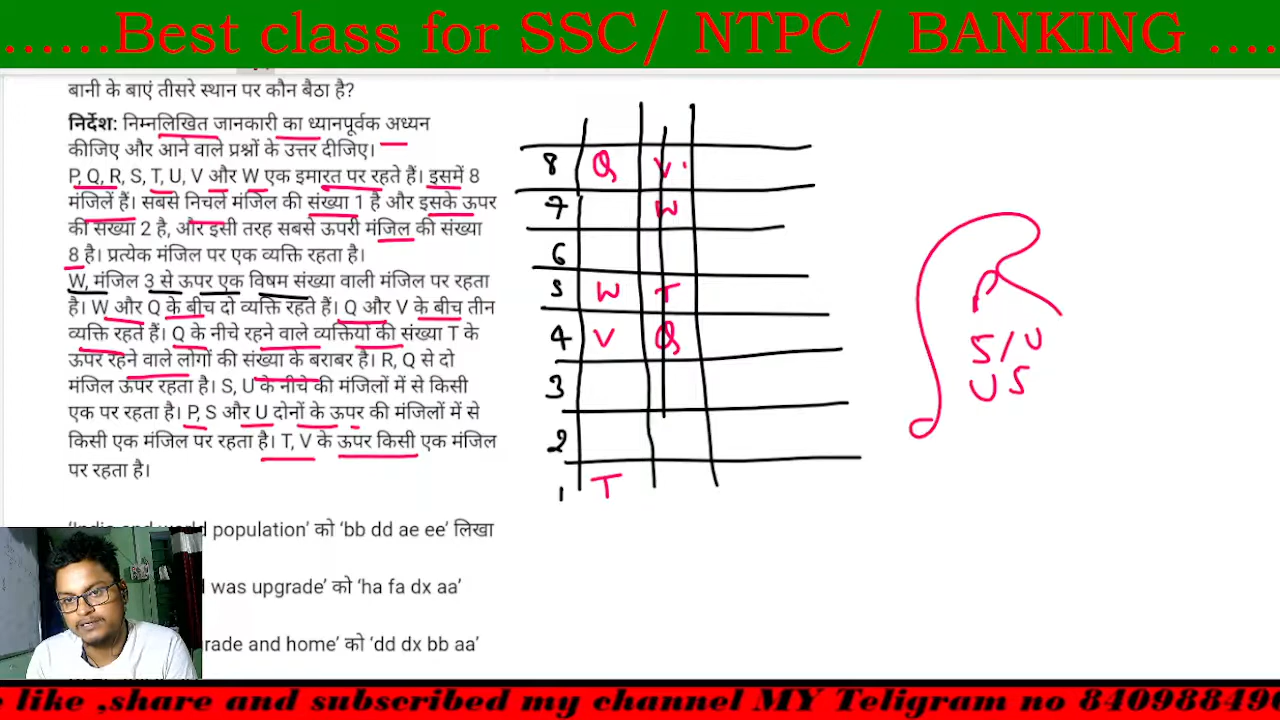 ......Best class for SSC/ NTPC/ BANKING ....
बानी के बाएं तीसरे स्थान पर कौन बैठा है?
निर्देश: निम्नलिखित जानकारी का ध्यानपूर्वक अध्यन
कीजिए और आने वाले प्रश्नों के उत्तर दीजिए।
P, Q, R, S, T, U, V और W एक इमारत पर रहते हैं। इसमें 8
मंजिलें हैं। सबसे निचले मंजिल की संख्या 1 है और इसके ऊपर
की संख्या 2 है, और इसी तरह सबसे ऊपरी मंजिल की संख्या
8 है। प्रत्येक मंजिल पर एक व्यक्ति रहता है।
W, मंजिल 3 से ऊपर एक विषम संख्या वाली मंजिल पर रहता
है। W और Q के बीच दो व्यक्ति रहते हैं। Q और V के बीच तीन
व्यक्ति रहते हैं। Q के नीचे रहने वाले व्यक्तियों की संख्या T के
ऊपर रहने वाले लोगों की संख्या के बराबर है। R, Q से दो
मंजिल ऊपर रहता है। S, U के नीचे की मंजिलों में से किसी
एक पर रहता है। P, S और U दोनों के ऊपर की मंजिलों में से
किसी एक मंजिल पर रहता है। T, V के ऊपर किसी एक मंजिल
पर रहता है।
8 Q V
7 W
6
5 W T
4 V Q
3
2
1 T
S/U
U S
population’ को ‘bb dd ae ee’ लिखा
was upgrade’ को ‘ha fa dx aa’
rade and home’ को ‘dd dx bb aa’
like ,share and subscribed my channel MY Teligram no 84098849